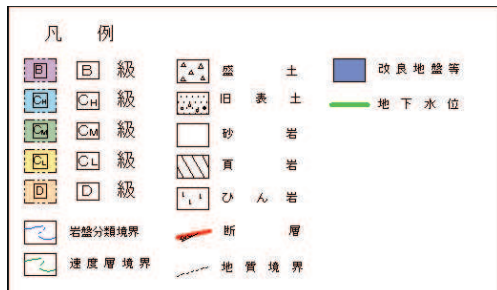 凡例
B B 級
CH CH 級
CM CM 級
CL CL 級
D D 級
岩盤分類境界
速度層境界
盛土
旧表土
砂岩
頁岩
ひん岩
断層
地質境界
改良地盤等
地下水位